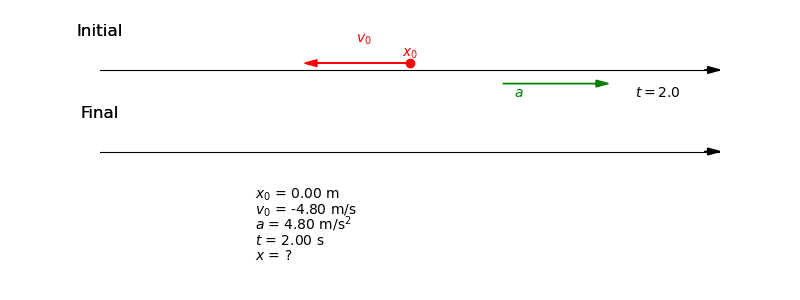 Initial
v₀
x₀
a
t = 2.0
Final
x₀ = 0.00 m
v₀ = -4.80 m/s
a = 4.80 m/s²
t = 2.00 s
x = ?